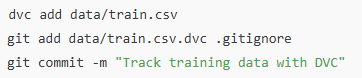 dvc add data/train.csv
git add data/train.csv.dvc .gitignore
git commit -m "Track training data with DVC"